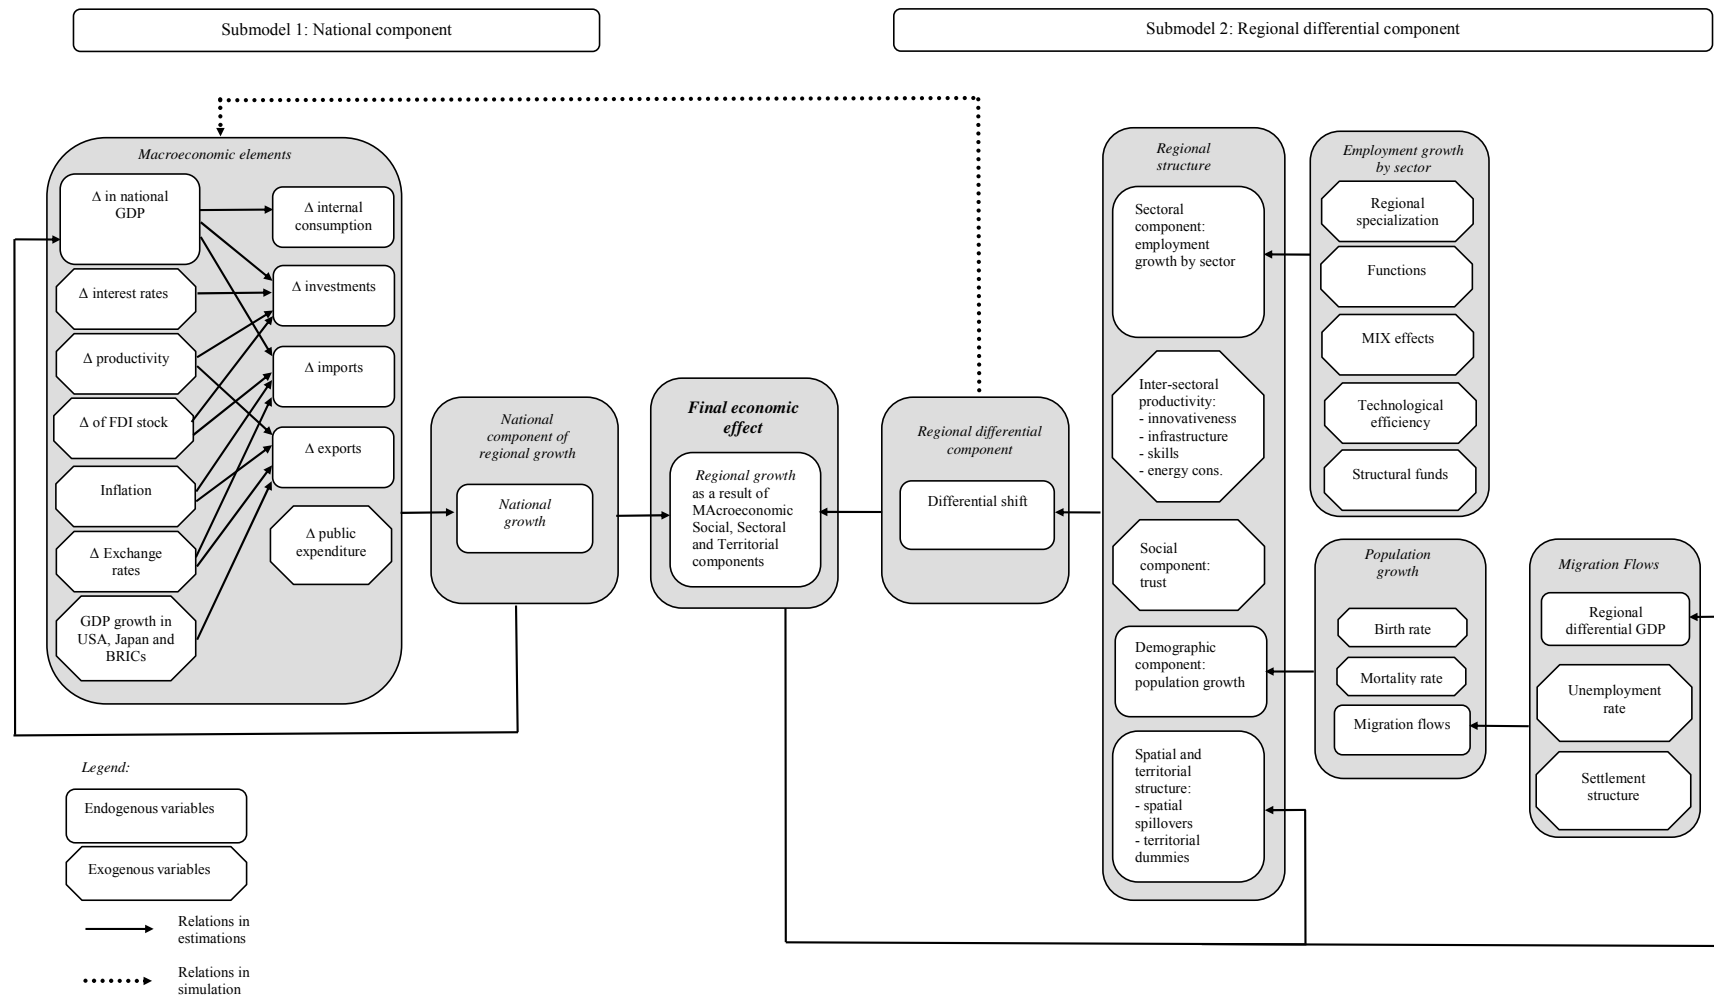 Submodel 1: National component
Submodel 2: Regional differential component
Macroeconomic elements
Δ in national
GDP
Δ interest rates
Δ productivity
Δ of FDI stock
Inflation
Δ Exchange
rates
GDP growth in
USA, Japan and
BRICs
Δ internal
consumption
Δ investments
Δ imports
Δ exports
Δ public
expenditure
National
component of
regional growth
National
growth
Final economic
effect
Regional growth
as a result of
MAcroeconomic
Social, Sectoral
and Territorial
components
Regional differential
component
Differential shift
Regional
structure
Sectoral
component:
employment
growth by sector
Inter-sectoral
productivity:
- innovativeness
- infrastructure
- skills
- energy cons.
Social
component:
trust
Demographic
component:
population growth
Spatial and
territorial
structure:
- spatial
spillovers
- territorial
dummies
Employment growth
by sector
Regional
specialization
Functions
MIX effects
Technological
efficiency
Structural funds
Population
growth
Birth rate
Mortality rate
Migration flows
Migration Flows
Regional
differential GDP
Unemployment
rate
Settlement
structure
Legend:
Endogenous variables
Exogenous variables
Relations in
estimations
Relations in
simulation